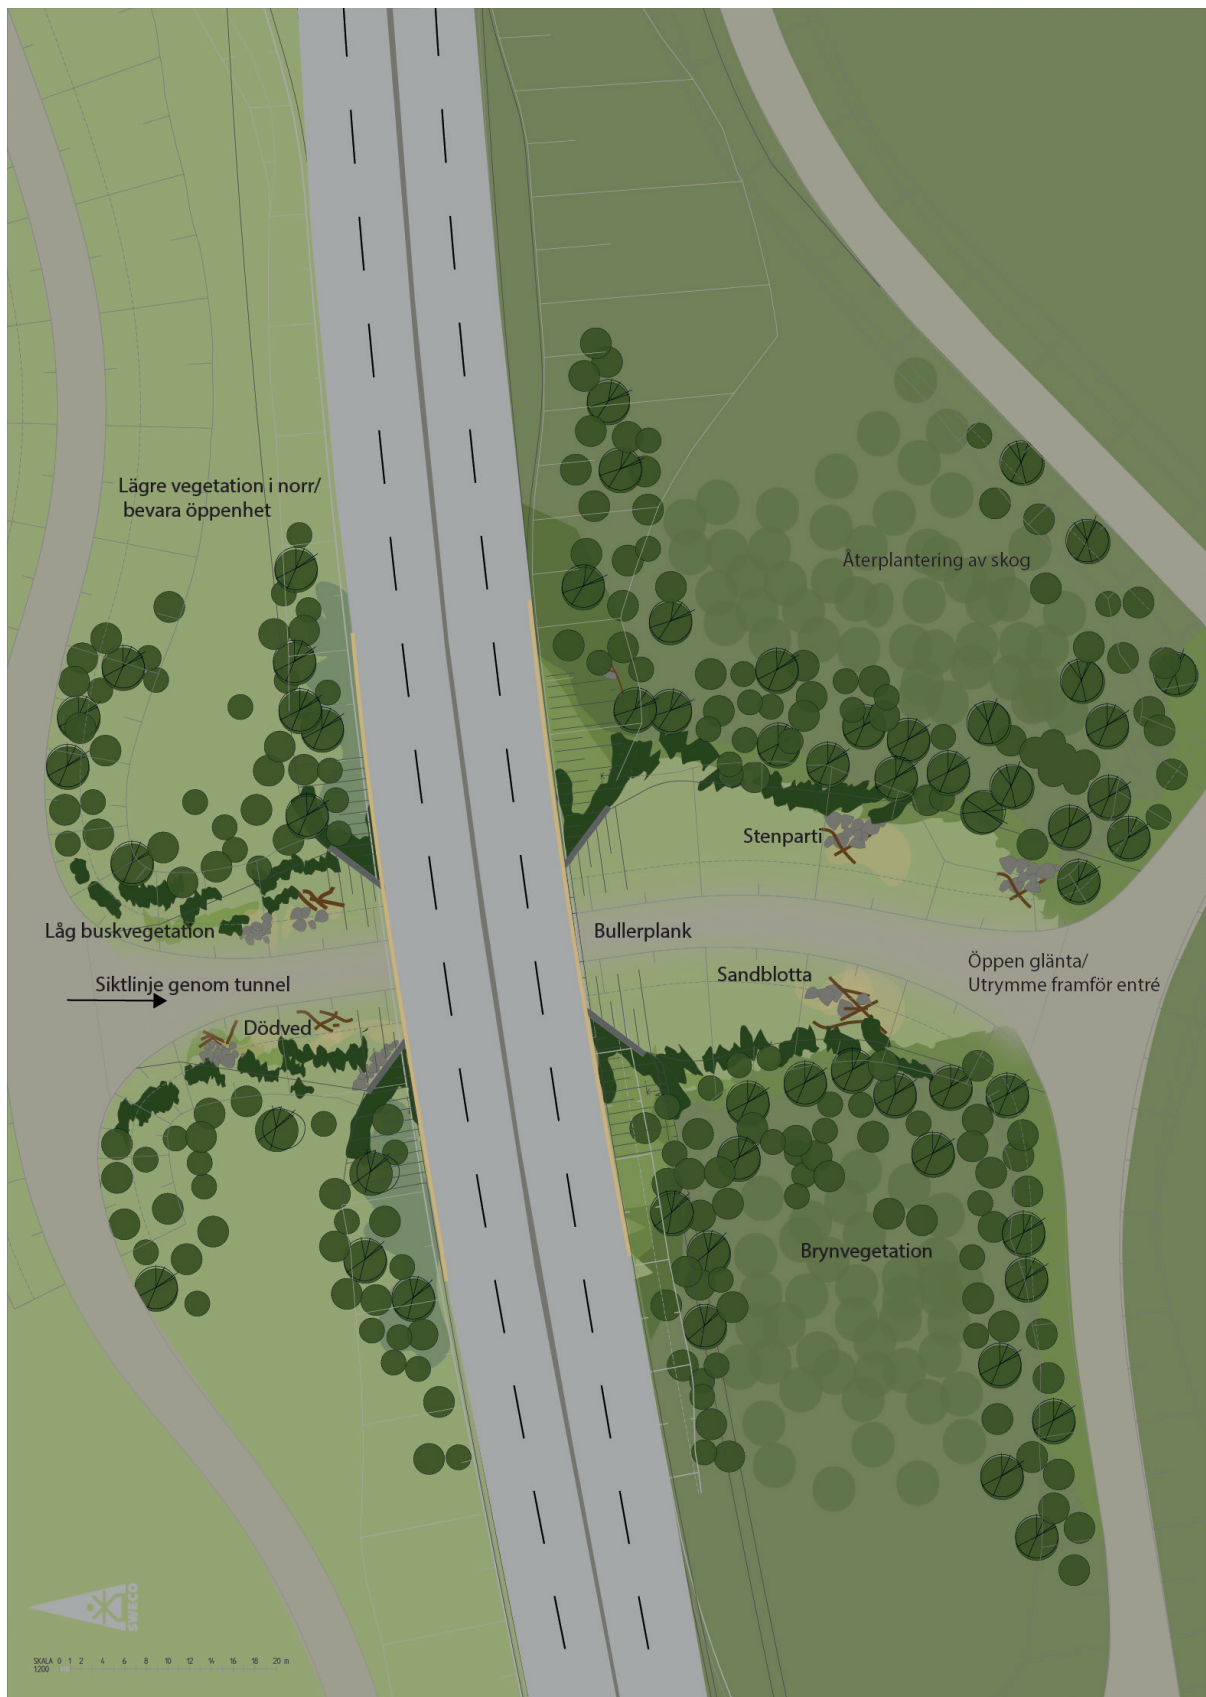 Lägre vegetation i norr/
bevara öppenhet
Återplantering av skog
Stenparti
Låg buskvegetation
Bullerplank
Siktlinje genom tunnel
Sandblotta
Öppen glänta/
Utrymme framför entré
Dödved
Brynvegetation
SWECO
SKALA 0 1 2 4 6 8 10 12 14 16 18 20 m
1:200